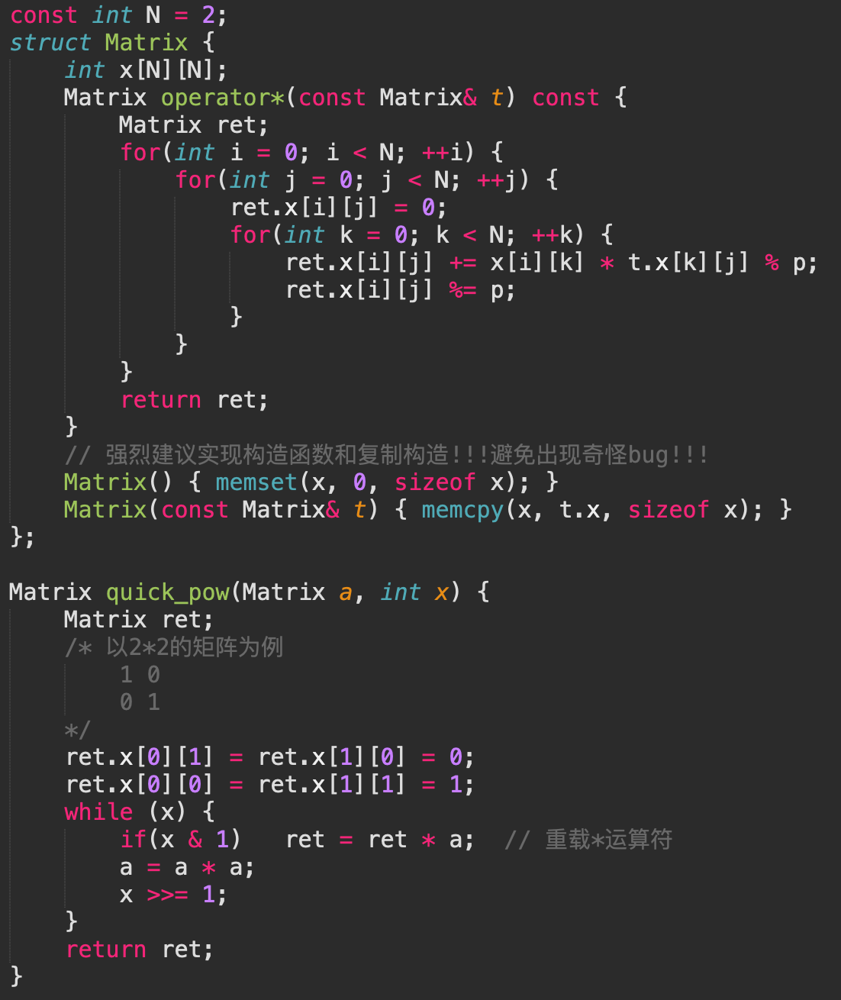 const int N = 2;
struct Matrix {
    int x[N][N];
    Matrix operator*(const Matrix& t) const {
        Matrix ret;
        for(int i = 0; i < N; ++i) {
            for(int j = 0; j < N; ++j) {
                ret.x[i][j] = 0;
                for(int k = 0; k < N; ++k) {
                    ret.x[i][j] += x[i][k] * t.x[k][j] % p;
                    ret.x[i][j] %= p;
                }
            }
        }
        return ret;
    }
    // 强烈建议实现构造函数和复制构造!!!避免出现奇怪bug!!!
    Matrix() { memset(x, 0, sizeof x); }
    Matrix(const Matrix& t) { memcpy(x, t.x, sizeof x); }
};

Matrix quick_pow(Matrix a, int x) {
    Matrix ret;
    /* 以2*2的矩阵为例
        1 0
        0 1
    */
    ret.x[0][1] = ret.x[1][0] = 0;
    ret.x[0][0] = ret.x[1][1] = 1;
    while (x) {
        if(x & 1)   ret = ret * a;  // 重载*运算符
        a = a * a;
        x >>= 1;
    }
    return ret;
}